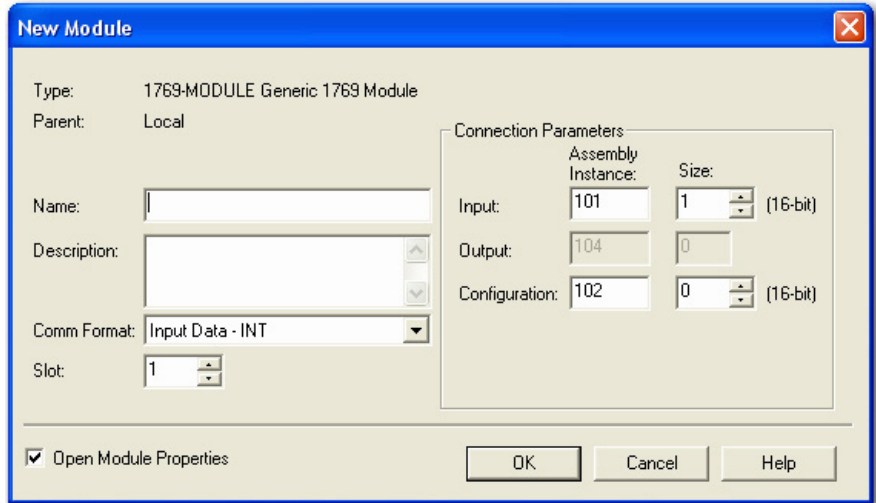 New Module
Type: 1769-MODULE Generic 1769 Module
Parent: Local
Connection Parameters
Assembly Instance: Size:
Name: Input: 101 1 (16-bit)
Description: Output: 104 0
Configuration: 102 0 (16-bit)
Comm Format: Input Data - INT
Slot: 1
Open Module Properties OK Cancel Help